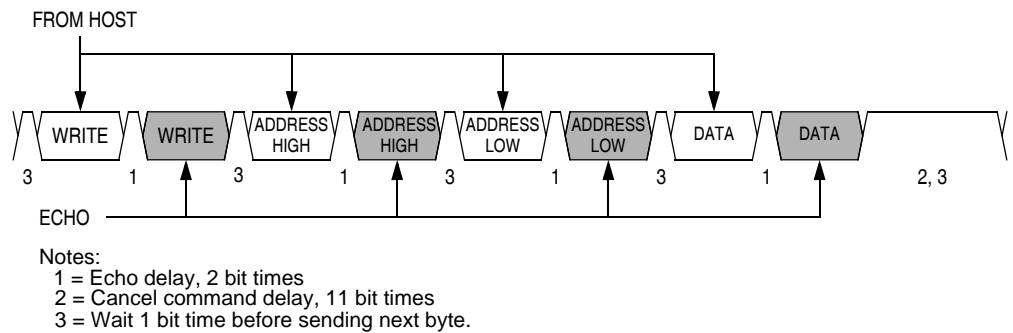 FROM HOST
WRITE WRITE ADDRESS HIGH ADDRESS HIGH ADDRESS LOW ADDRESS LOW DATA DATA
3 1 3 1 3 1 3 1 2, 3
ECHO
Notes:
1 = Echo delay, 2 bit times
2 = Cancel command delay, 11 bit times
3 = Wait 1 bit time before sending next byte.